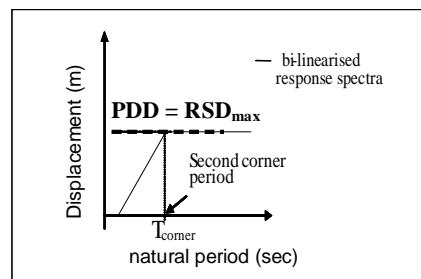 bi-linearised
response spectra
PDD = RSDmax
Second corner
period
Displacement (m)
Tcorner
natural period (sec)